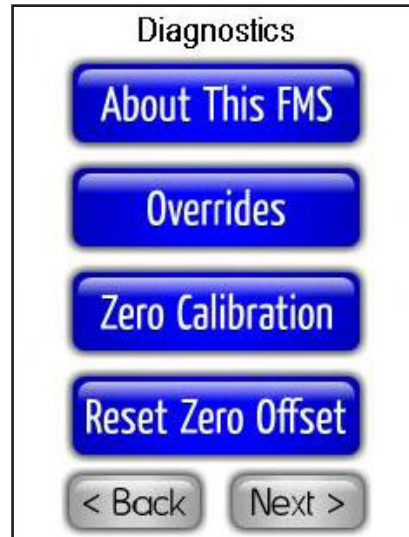 Diagnostics
About This FMS
Overrides
Zero Calibration
Reset Zero Offset
< Back Next >